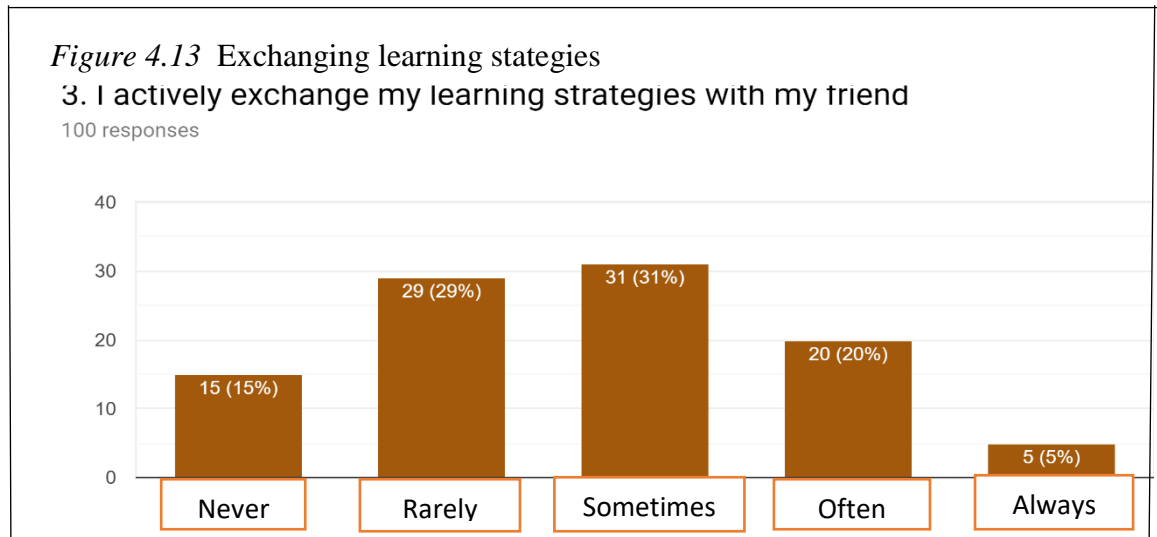 Figure 4.13 Exchanging learning stategies
3. I actively exchange my learning strategies with my friend
100 responses
40
30
20
10
0
15 (15%)
29 (29%)
31 (31%)
20 (20%)
5 (5%)
Never
Rarely
Sometimes
Often
Always